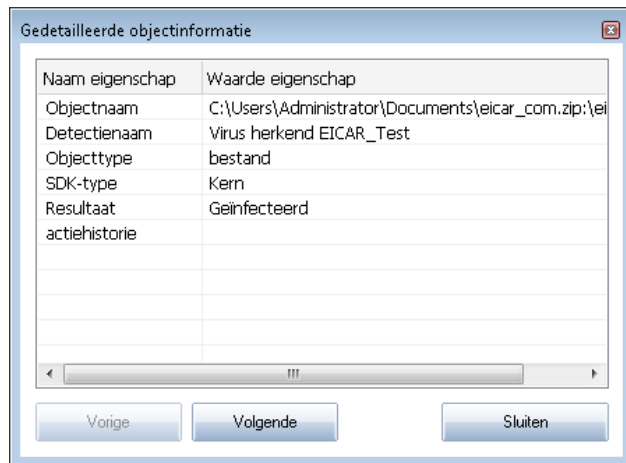 Gedetailleerde objectinformatie
Naam eigenschap Waarde eigenschap
Objectnaam C:\Users\Administrator\Documents\eicar_com.zip:\ei
Detectienaam Virus herkend EICAR_Test
Objecttype bestand
SDK-type Kern
Resultaat Geïnfecteerd
actiehistorie
Vorige Volgende Sluiten